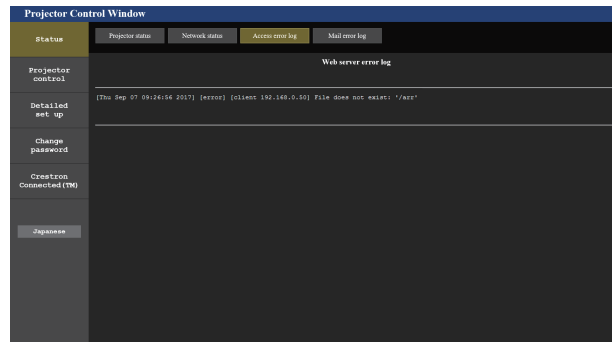 Projector Control Window
Status
Projector status
Network status
Access error log
Mail error log
Web server error log
[Thu Sep 07 09:26:56 2017] [error] [client 192.168.0.50] File does not exist: '/arr'
Projector
control
Detailed
set up
Change
password
Crestron
Connected(TM)
Japanese